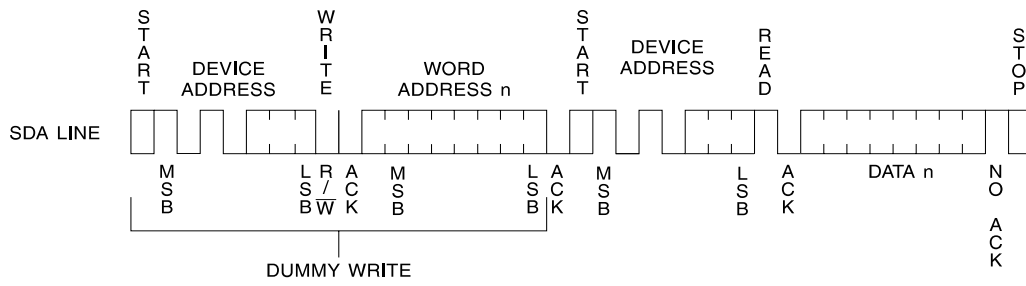 START
WRITE
START
READ
STOP
DEVICE
ADDRESS
WORD
ADDRESS n
DEVICE
ADDRESS
SDA LINE
MSB
LSB
R/W
ACK
MSB
LSB
ACK
MSB
LSB
ACK
DATA n
NO ACK
DUMMY WRITE